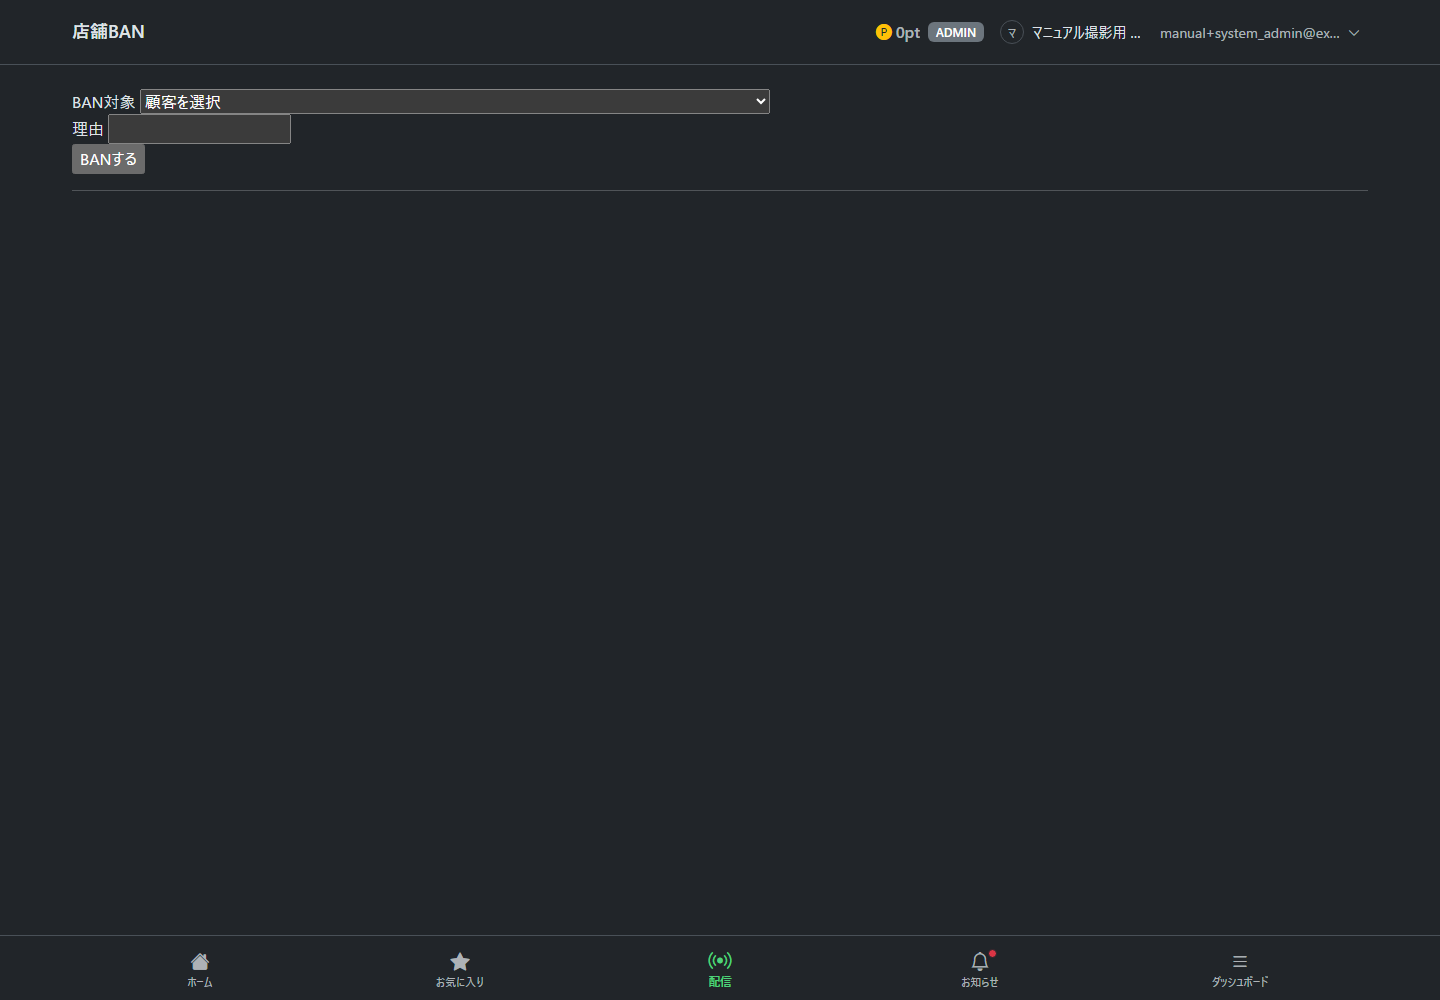 店舗BAN
P 0pt ADMIN マ マニュアル撮影用 ... manual+system_admin@ex...
BAN対象 顧客を選択
理由
BANする
ホーム お気に入り 配信 お知らせ ダッシュボード